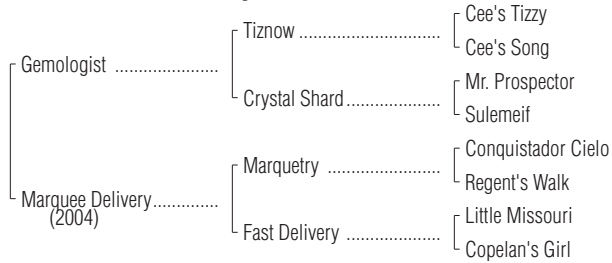 Cee's Tizzy
Tiznow ........................
Cee's Song
Gemologist ......................
Mr. Prospector
Crystal Shard.................
Sulemeif
Conquistador Cielo
Marquetry .....................
Regent's Walk
Marquee Delivery..............
(2004)
Little Missouri
Fast Delivery ...................
Copelan's Girl